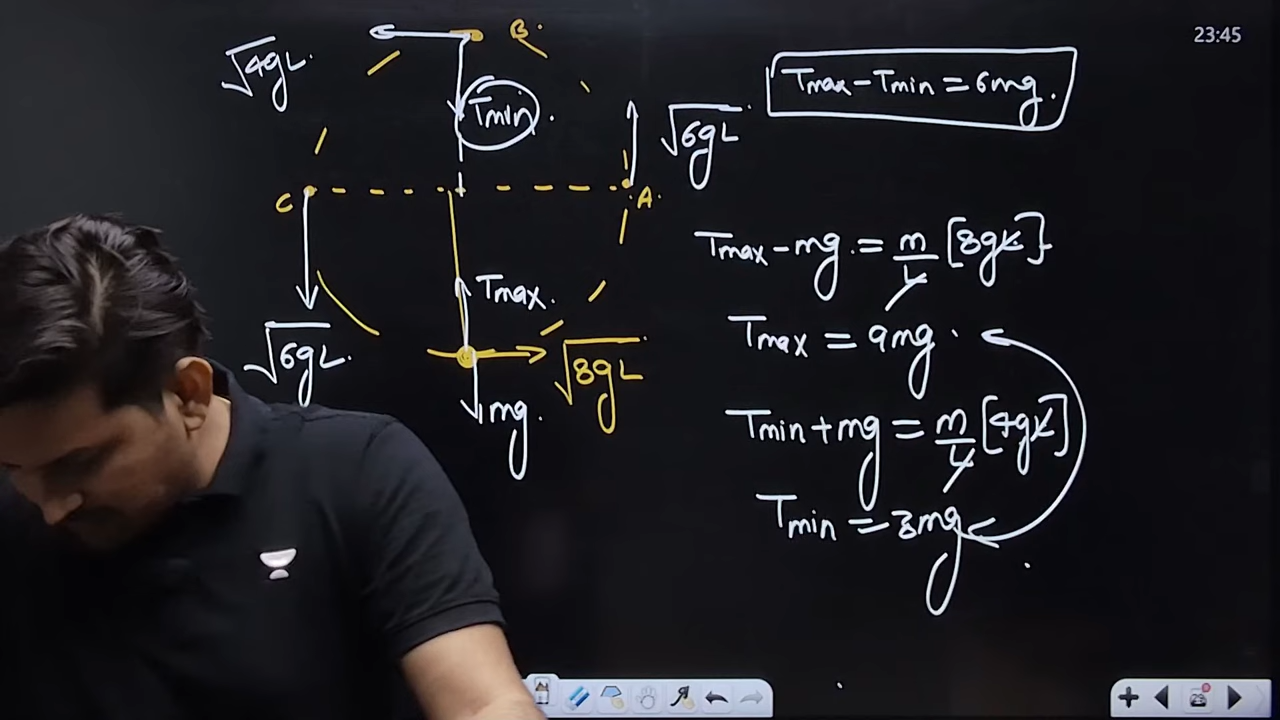 23:45
B.
√4gL.
Tmin.
√6gL
C
A.
Tmax.
√6gL.
√8gL
mg.
Tmax-Tmin=6mg.
Tmax-mg.=m/L[8gL]
Tmax=9mg.
Tmin+mg=m/L[4gL]
Tmin=3mg